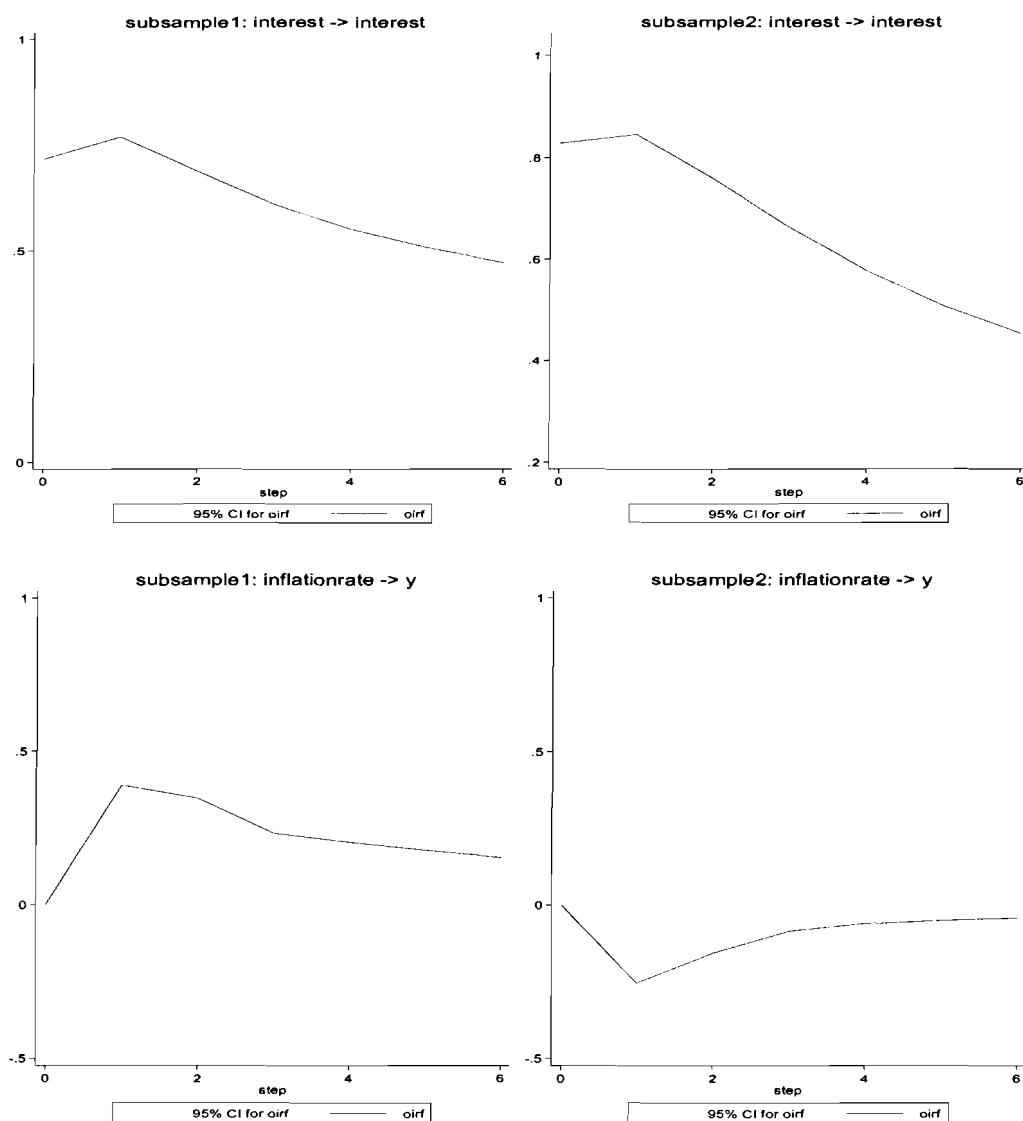 subsample1: interest -> interest
1
.5
0
0 2 4 6
step
95% CI for oirf oirf
subsample2: interest -> interest
1
.8
.6
.4
.2
0 2 4 6
step
95% CI for oirf oirf
subsample1: inflationrate -> y
1
.5
0
-.5
0 2 4 6
step
95% CI for oirf oirf
subsample2: inflationrate -> y
1
.5
0
-.5
0 2 4 6
step
95% CI for oirf oirf